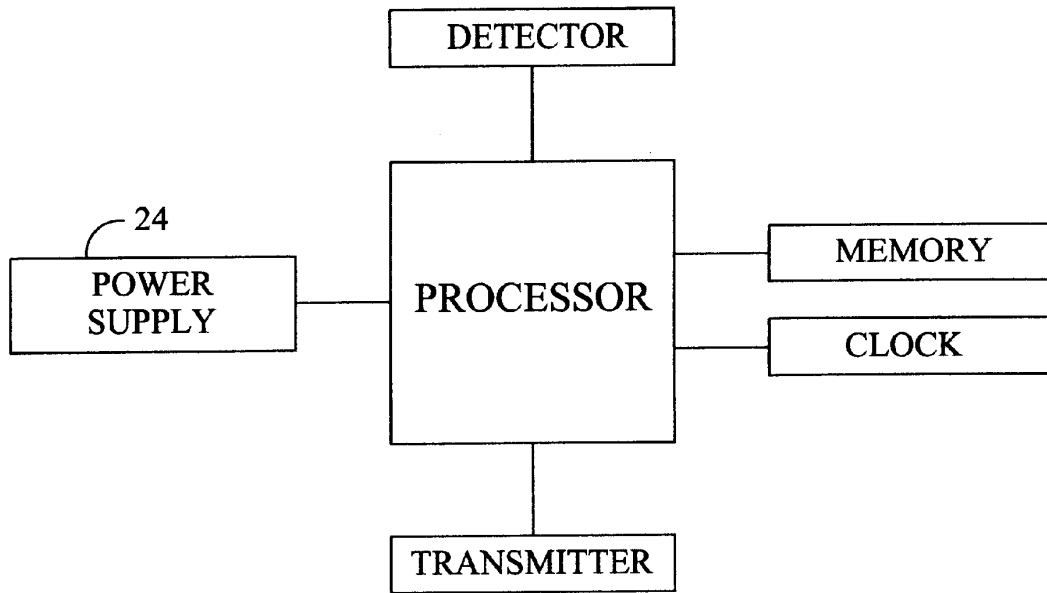 DETECTOR
24
POWER
SUPPLY
PROCESSOR
MEMORY
CLOCK
TRANSMITTER